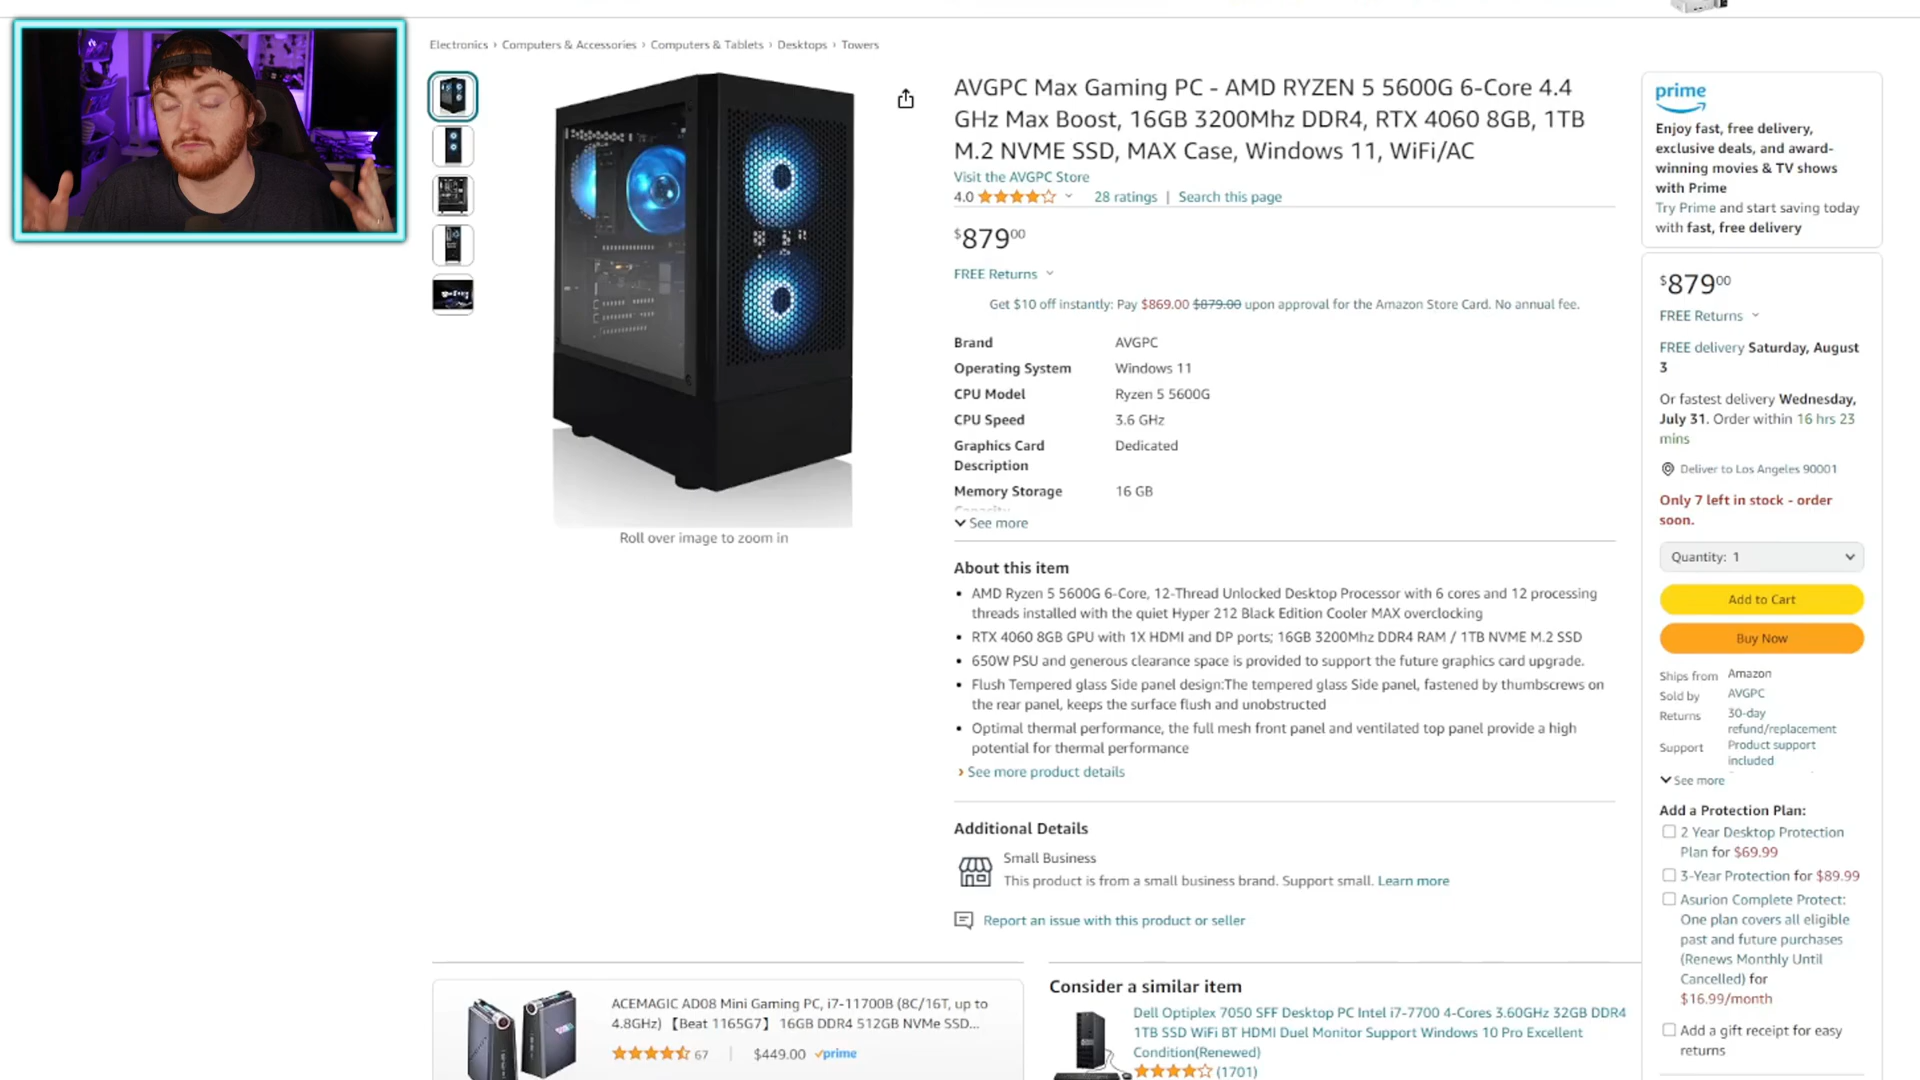 Electronics › Computers & Accessories › Computers & Tablets › Desktops › Towers
AVGPC Max Gaming PC - AMD RYZEN 5 5600G 6-Core 4.4
GHz Max Boost, 16GB 3200Mhz DDR4, RTX 4060 8GB, 1TB
M.2 NVME SSD, MAX Case, Windows 11, WiFi/AC
Visit the AVGPC Store
4.0 28 ratings | Search this page
$87900
FREE Returns
Get $10 off instantly: Pay $869.00 $879.00 upon approval for the Amazon Store Card. No annual fee.
Brand AVGPC
Operating System Windows 11
CPU Model Ryzen 5 5600G
CPU Speed 3.6 GHz
Graphics Card Dedicated
Description
Memory Storage 16 GB
Capacity
See more
Roll over image to zoom in
About this item
• AMD Ryzen 5 5600G 6-Core, 12-Thread Unlocked Desktop Processor with 6 cores and 12 processing
threads installed with the quiet Hyper 212 Black Edition Cooler MAX overclocking
• RTX 4060 8GB GPU with 1X HDMI and DP ports; 16GB 3200Mhz DDR4 RAM / 1TB NVME M.2 SSD
• 650W PSU and generous clearance space is provided to support the future graphics card upgrade.
• Flush Tempered glass Side panel design:The tempered glass Side panel, fastened by thumbscrews on
the rear panel, keeps the surface flush and unobstructed
• Optimal thermal performance, the full mesh front panel and ventilated top panel provide a high
potential for thermal performance
› See more product details
Additional Details
Small Business
This product is from a small business brand. Support small. Learn more
Report an issue with this product or seller
ACEMAGIC AD08 Mini Gaming PC, i7-11700B (8C/16T, up to
4.8GHz) 【Beat 1165G7】 16GB DDR4 512GB NVMe SSD...
67 | $449.00 prime
Consider a similar item
Dell Optiplex 7050 SFF Desktop PC Intel i7-7700 4-Cores 3.60GHz 32GB DDR4
1TB SSD WiFi BT HDMI Duel Monitor Support Windows 10 Pro Excellent
Condition(Renewed)
(1701)
prime
Enjoy fast, free delivery,
exclusive deals, and award-
winning movies & TV shows
with Prime
Try Prime and start saving today
with fast, free delivery
$87900
FREE Returns
FREE delivery Saturday, August
3
Or fastest delivery Wednesday,
July 31. Order within 16 hrs 23
mins
Deliver to Los Angeles 90001
Only 7 left in stock - order
soon.
Quantity: 1
Add to Cart
Buy Now
Ships from Amazon
Sold by AVGPC
Returns 30-day
refund/replacement
Support Product support
included
See more
Add a Protection Plan:
2 Year Desktop Protection
Plan for $69.99
3-Year Protection for $89.99
Asurion Complete Protect:
One plan covers all eligible
past and future purchases
(Renews Monthly Until
Cancelled) for
$16.99/month
Add a gift receipt for easy
returns